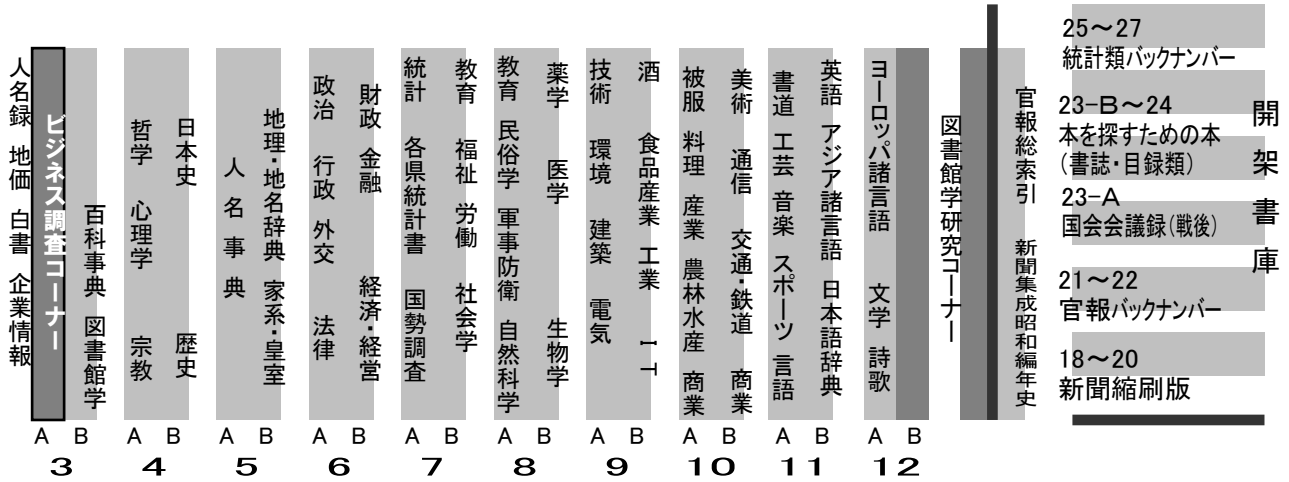 人名録 地価 白書 企業情報
ビジネス調査コーナー
百科事典 図書館学
A B
3
哲学 心理学 宗教
日本史 歴史
A B
4
人名事典
地理・地名辞典 家系・皇室
A B
5
政治 行政 外交 法律
財政 金融 経済・経営
A B
6
統計 各県統計書 国勢調査
教育 福祉 労働 社会学
A B
7
教育 民俗学 軍事防衛 自然科学
薬学 医学 生物学
A B
8
技術 環境 建築 電気
酒 食品産業 工業 IT
A B
9
被服 料理 産業 農林水産 商業
美術 通信 交通・鉄道 商業
A B
10
書道 工芸 音楽 スポーツ 言語
英語 アジア諸言語 日本語辞典
A B
11
ヨーロッパ諸言語 文学 詩歌
A B
12
図書館学研究コーナー
官報総索引 新聞集成昭和編年史
25~27
統計類バックナンバー
23-B~24
本を探すための本
(書誌・目録類)
23-A
国会会議録(戦後)
21~22
官報バックナンバー
18~20
新聞縮刷版
開架書庫